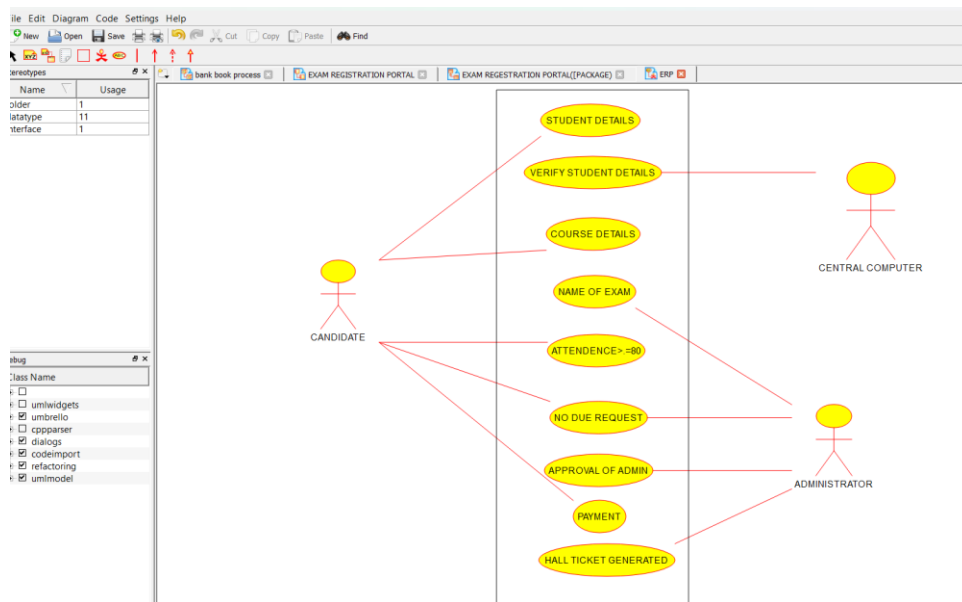 ile Edit Diagram Code Settings Help
New Open Save Cut Copy Paste Find
XYZ
tereotypes
bank book process EXAM REGISTRATION PORTAL EXAM REGESTRATION PORTAL([PACKAGE) ERP
Name Usage
older 1
latatype 11
nterface 1
STUDENT DETAILS
VERIFY STUDENT DETAILS
COURSE DETAILS
CENTRAL COMPUTER
NAME OF EXAM
CANDIDATE
ATTENDENCE>.=80
ebug
Class Name
umlwidgets
umbrello
cppparser
dialogs
codeimport
refactoring
umlmodel
NO DUE REQUEST
APPROVAL OF ADMIN
ADMINISTRATOR
PAYMENT
HALL TICKET GENERATED